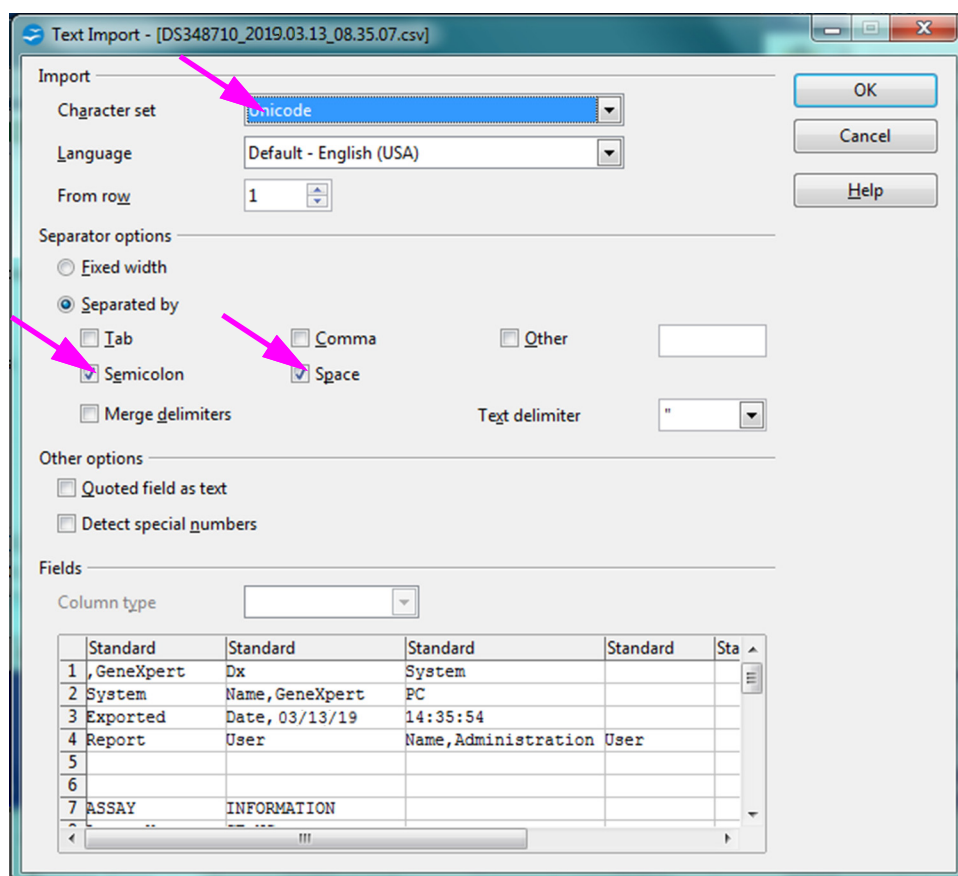 Text Import - [DS348710_2019.03.13_08.35.07.csv]
Import
OK
Character set Unicode
Cancel
Language Default - English (USA)
From row 1
Help
Separator options
Fixed width
Separated by
Tab Comma Other
Semicolon Space
Merge delimiters Text delimiter "
Other options
Quoted field as text
Detect special numbers
Fields
Column type
Standard Standard Standard Standard Sta
1 ,GeneXpert Dx System
2 System Name,GeneXpert PC
3 Exported Date,03/13/19 14:35:54
4 Report User Name,Administration User
5
6
7 ASSAY INFORMATION